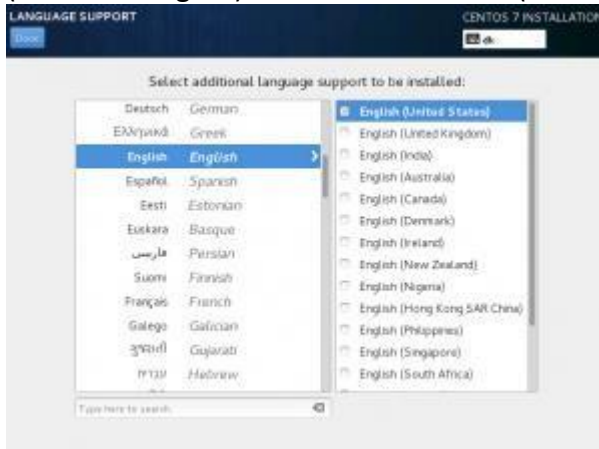 LANGUAGE SUPPORT
CENTOS 7 INSTALLATION
Done
dk
Select additional language support to be installed:
Deutsch German
Ελληνικά Greek
English English
Español Spanish
Eesti Estonian
Euskara Basque
فارسی Persian
Suomi Finnish
Français French
Galego Galician
ગુજરાતી Gujarati
עברית Hebrew
English (United States)
English (United Kingdom)
English (India)
English (Australia)
English (Canada)
English (Denmark)
English (Ireland)
English (New Zealand)
English (Nigeria)
English (Hong Kong SAR China)
English (Philippines)
English (Singapore)
English (South Africa)
Type here to search.